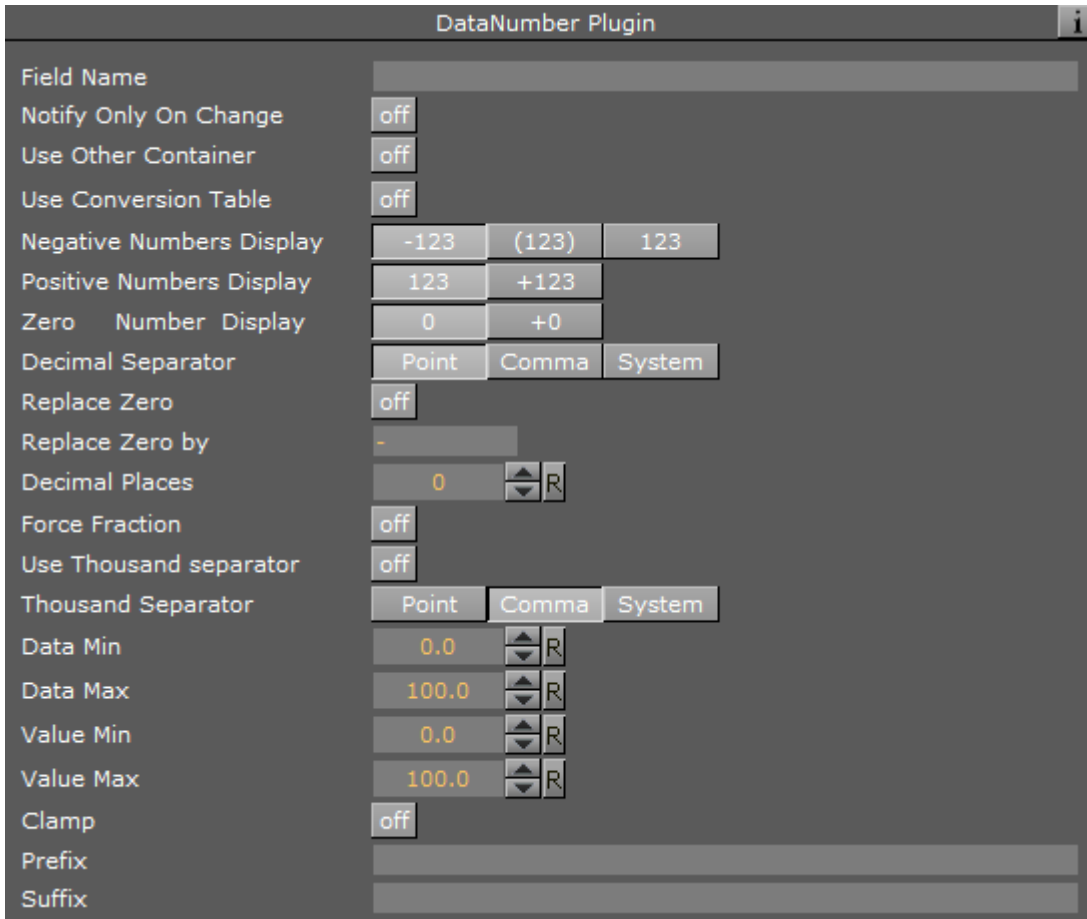 DataNumber Plugin i
Field Name
Notify Only On Change off
Use Other Container off
Use Conversion Table off
Negative Numbers Display -123 (123) 123
Positive Numbers Display 123 +123
Zero Number Display 0 +0
Decimal Separator Point Comma System
Replace Zero off
Replace Zero by -
Decimal Places 0 R
Force Fraction off
Use Thousand separator off
Thousand Separator Point Comma System
Data Min 0.0 R
Data Max 100.0 R
Value Min 0.0 R
Value Max 100.0 R
Clamp off
Prefix
Suffix